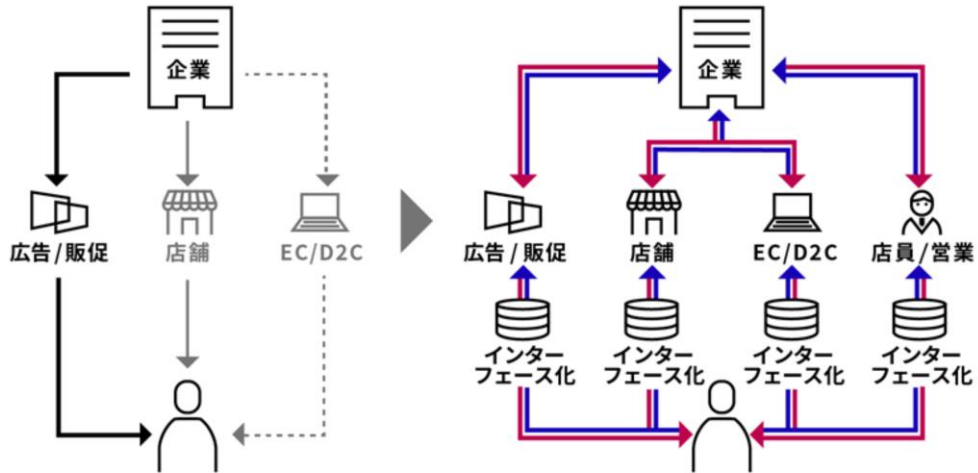 企業
広告/販促
店舗
EC/D2C
企業
広告/販促
店舗
EC/D2C
店員/営業
インター
フェース化
インター
フェース化
インター
フェース化
インター
フェース化